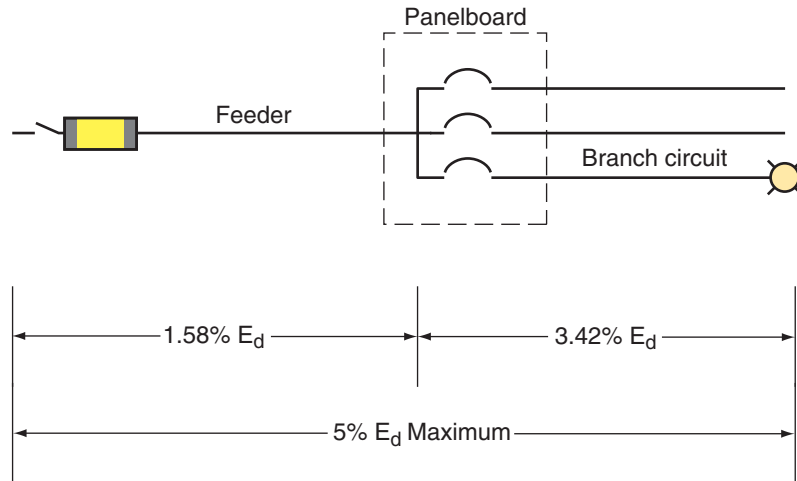 Panelboard
Feeder
Branch circuit
1.58% Ed
3.42% Ed
5% Ed Maximum